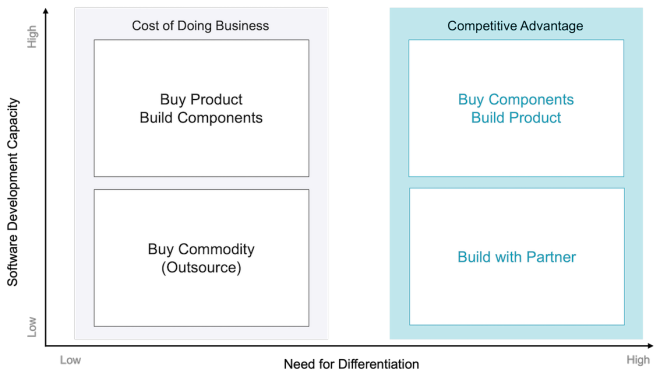 Cost of Doing Business
Competitive Advantage
High
Buy Product
Build Components
Buy Components
Build Product
Software Development Capacity
Buy Commodity
(Outsource)
Build with Partner
Low
Low
Need for Differentiation
High